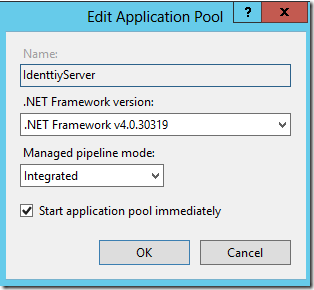 Edit Application Pool
?
x
Name:
IdenttiyServer
.NET Framework version:
.NET Framework v4.0.30319
Managed pipeline mode:
Integrated
Start application pool immediately
OK Cancel